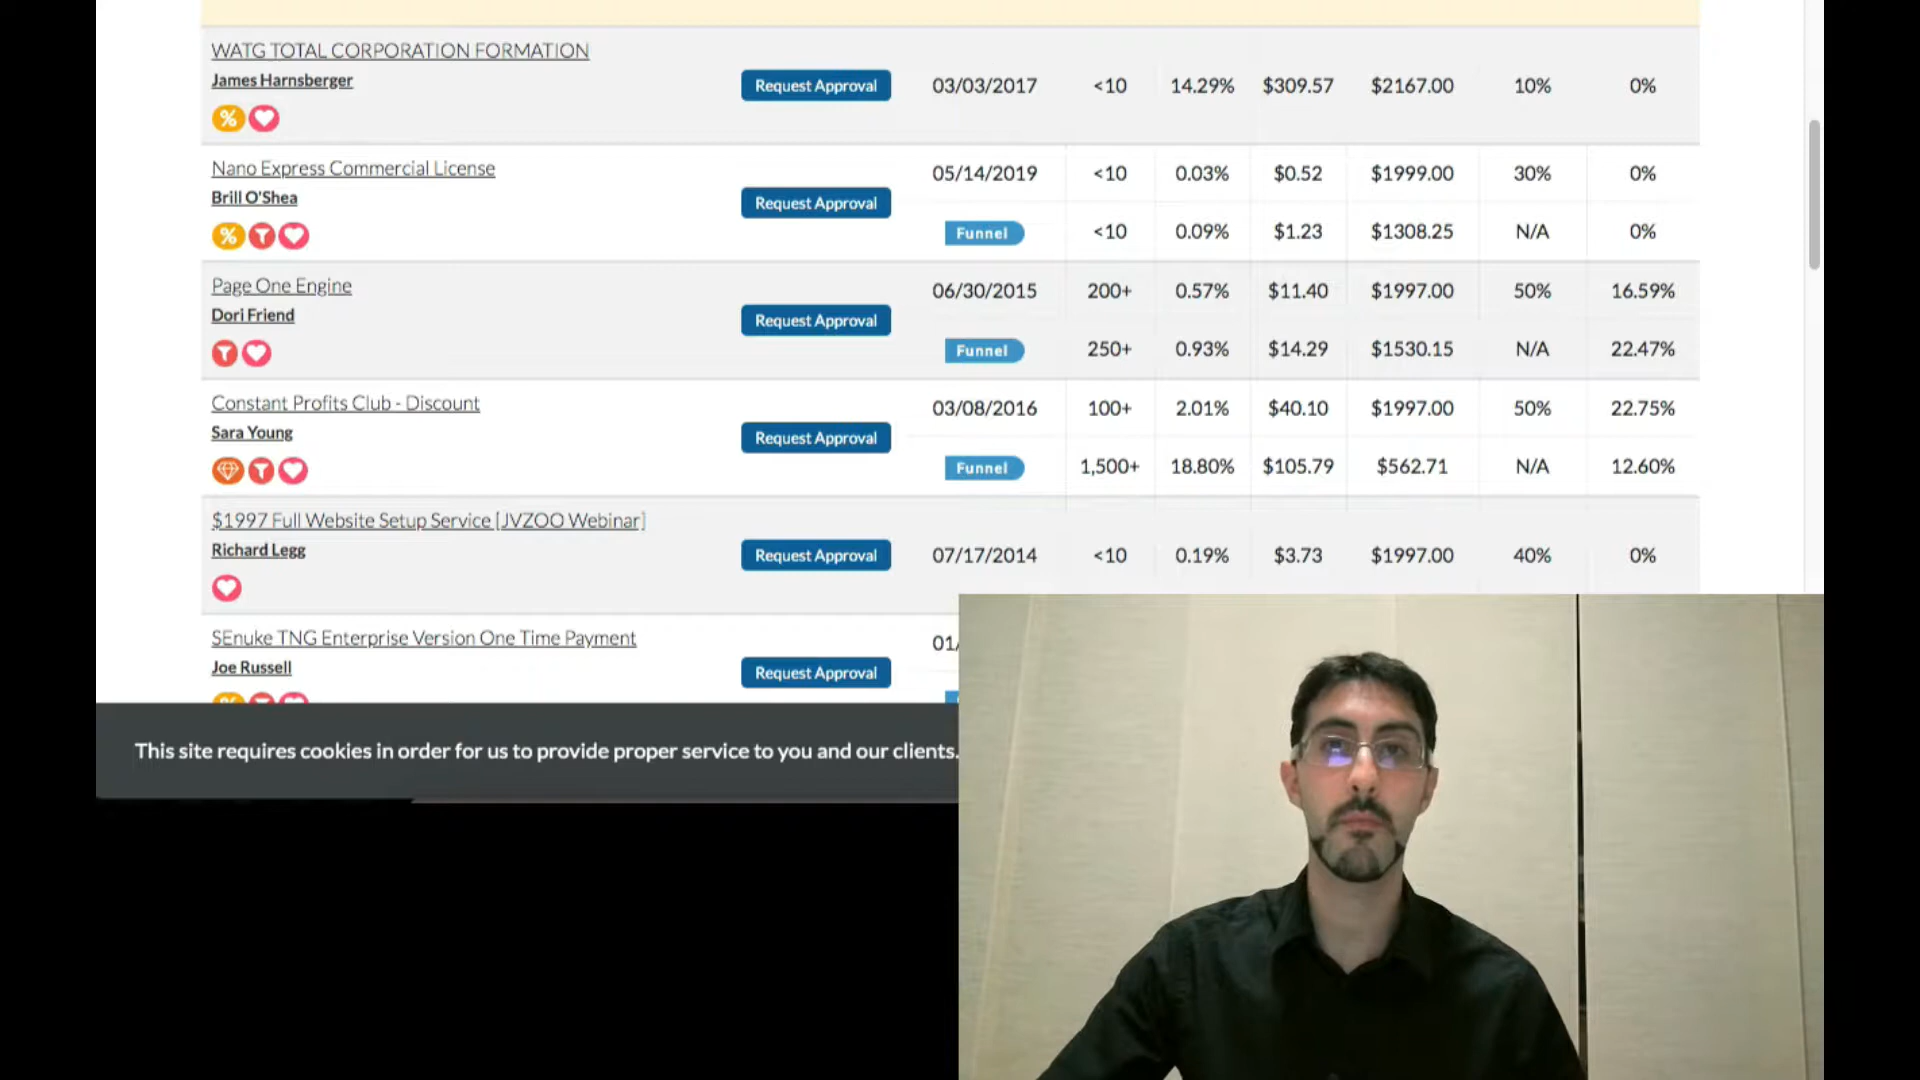 WATG TOTAL CORPORATION FORMATION
James Harnsberger
Request Approval 03/03/2017 <10 14.29% $309.57 $2167.00 10% 0%
%
Nano Express Commercial License
Brill O'Shea
Request Approval 05/14/2019 <10 0.03% $0.52 $1999.00 30% 0%
% Funnel <10 0.09% $1.23 $1308.25 N/A 0%
Page One Engine
Dori Friend
Request Approval 06/30/2015 200+ 0.57% $11.40 $1997.00 50% 16.59%
Funnel 250+ 0.93% $14.29 $1530.15 N/A 22.47%
Constant Profits Club - Discount
Sara Young
Request Approval 03/08/2016 100+ 2.01% $40.10 $1997.00 50% 22.75%
Funnel 1,500+ 18.80% $105.79 $562.71 N/A 12.60%
$1997 Full Website Setup Service [JVZOO Webinar]
Richard Legg
Request Approval 07/17/2014 <10 0.19% $3.73 $1997.00 40% 0%
SEnuke TNG Enterprise Version One Time Payment
Joe Russell
Request Approval 01/
This site requires cookies in order for us to provide proper service to you and our clients.